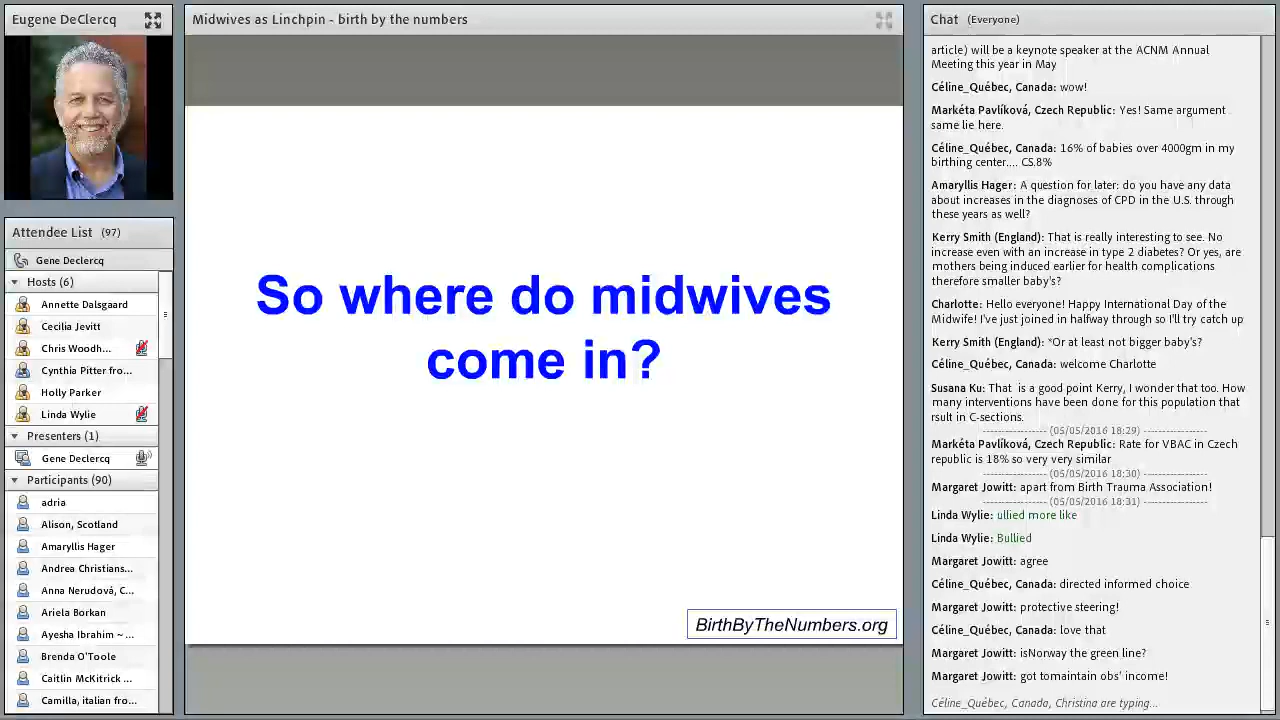 Eugene DeClercq
Attendee List (97)
Gene Declercq
Hosts (6)
Annette Dalsgaard
Cecilia Jevitt
Chris Woodh...
Cynthia Pitter fro...
Holly Parker
Linda Wylie
Presenters (1)
Gene Declercq
Participants (90)
adria
Alison, Scotland
Amaryllis Hager
Andrea Christians...
Anna Nerudová, C...
Ariela Borkan
Ayesha Ibrahim ~ ...
Brenda O'Toole
Caitlin McKitrick ...
Camilla, italian fro...
Midwives as Linchpin - birth by the numbers
So where do midwives
come in?
BirthByTheNumbers.org
Chat (Everyone)
article) will be a keynote speaker at the ACNM Annual
Meeting this year in May
Céline_Québec, Canada: wow!
Markéta Pavlíková, Czech Republic: Yes! Same argument
same lie here.
Céline_Québec, Canada: 16% of babies over 4000gm in my
birthing center.... CS.8%
Amaryllis Hager: A question for later: do you have any data
about increases in the diagnoses of CPD in the U.S. through
these years as well?
Kerry Smith (England): That is really interesting to see. No
increase even with an increase in type 2 diabetes? Or yes, are
mothers being induced earlier for health complications
therefore smaller baby's?
Charlotte: Hello everyone! Happy International Day of the
Midwife! I've just joined in halfway through so I'll try catch up
Kerry Smith (England): *Or at least not bigger baby's?
Céline_Québec, Canada: welcome Charlotte
Susana Ku: That is a good point Kerry, I wonder that too. How
many interventions have been done for this population that
rsult in C-sections.
------------------ (05/05/2016 18:29) ------------------
Markéta Pavlíková, Czech Republic: Rate for VBAC in Czech
republic is 18% so very very similar
------------------ (05/05/2016 18:30) ------------------
Margaret Jowitt: apart from Birth Trauma Association!
------------------ (05/05/2016 18:31) ------------------
Linda Wylie: ullied more like
Linda Wylie: Bullied
Margaret Jowitt: agree
Céline_Québec, Canada: directed informed choice
Margaret Jowitt: protective steering!
Céline_Québec, Canada: love that
Margaret Jowitt: isNorway the green line?
Margaret Jowitt: got tomaintain obs' income!
Céline_Québec, Canada, Christina are typing...